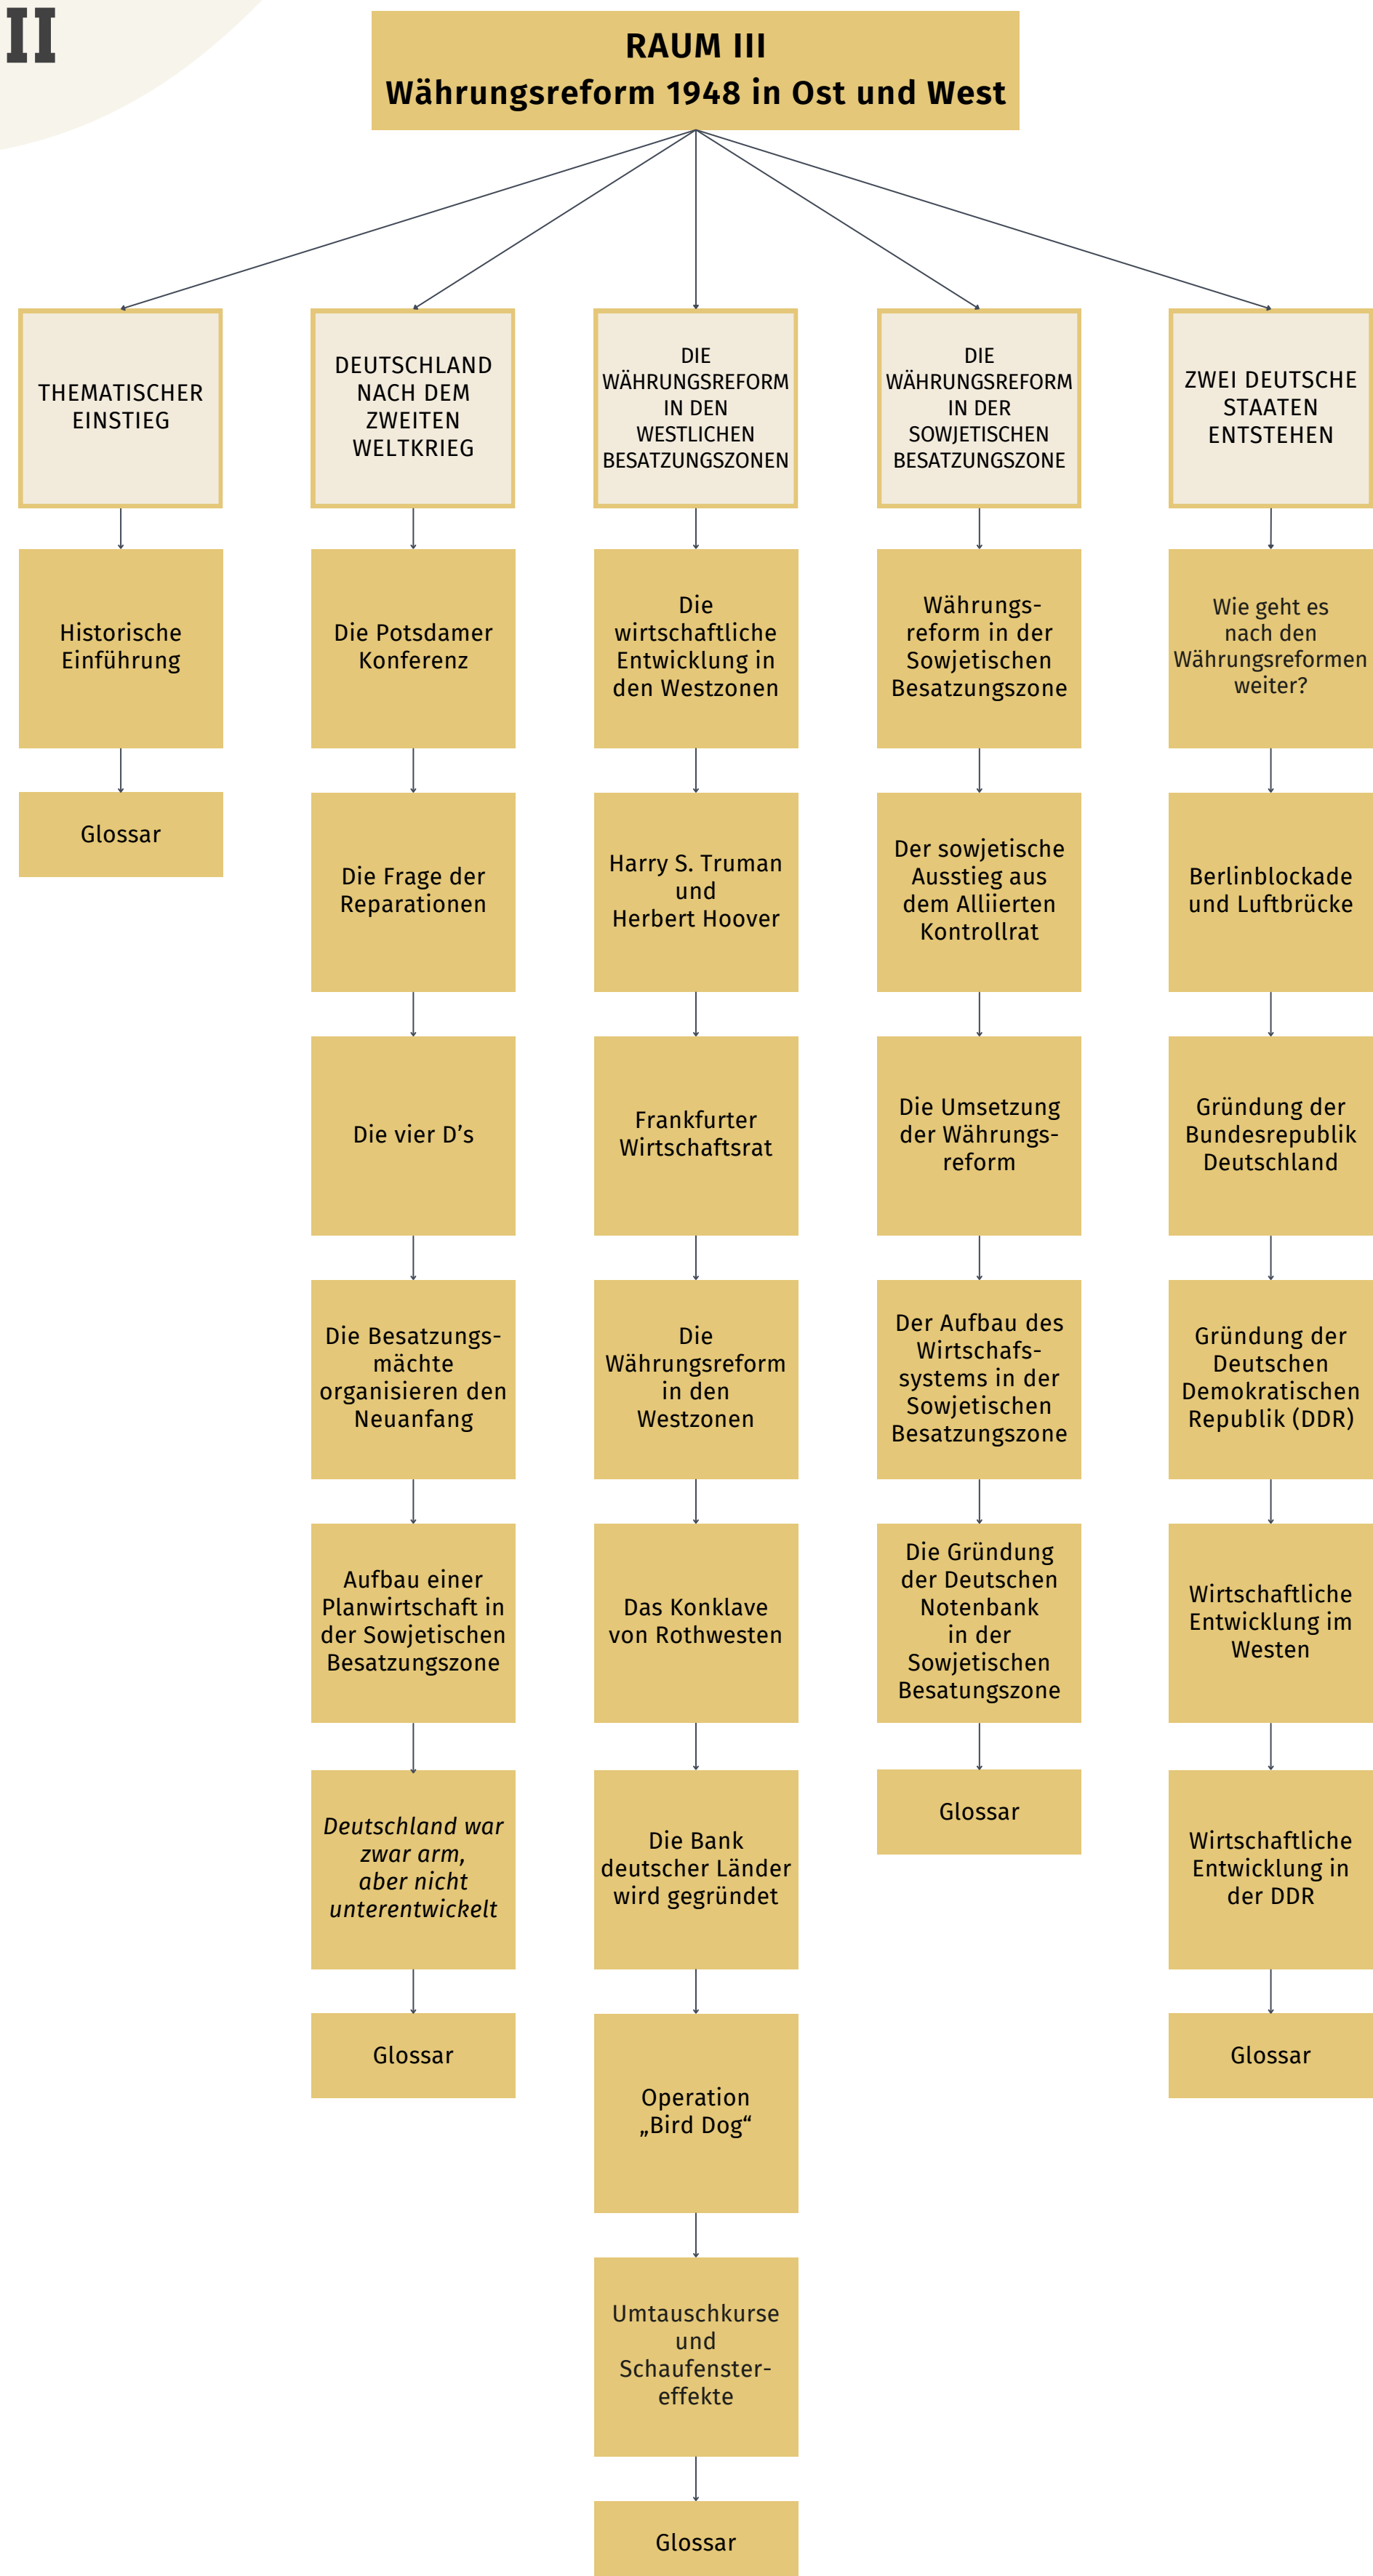 II
RAUM III
Währungsreform 1948 in Ost und West
THEMATISCHER
EINSTIEG
Historische
Einführung
Glossar
DEUTSCHLAND
NACH DEM
ZWEITEN
WELTKRIEG
Die Potsdamer
Konferenz
Die Frage der
Reparationen
Die vier D’s
Die Besatzungs-
mächte
organisieren den
Neuanfang
Aufbau einer
Planwirtschaft in
der Sowjetischen
Besatzungszone
Deutschland war
zwar arm,
aber nicht
unterentwickelt
Glossar
DIE
WÄHRUNGSREFORM
IN DEN
WESTLICHEN
BESATZUNGSZONEN
Die
wirtschaftliche
Entwicklung in
den Westzonen
Harry S. Truman
und
Herbert Hoover
Frankfurter
Wirtschaftsrat
Die
Währungsreform
in den
Westzonen
Das Konklave
von Rothwesten
Die Bank
deutscher Länder
wird gegründet
Operation
„Bird Dog“
Umtauschkurse
und
Schaufenster-
effekte
Glossar
DIE
WÄHRUNGSREFORM
IN DER
SOWJETISCHEN
BESATZUNGSZONE
Währungs-
reform in der
Sowjetischen
Besatzungszone
Der sowjetische
Ausstieg aus
dem Alliierten
Kontrollrat
Die Umsetzung
der Währungs-
reform
Der Aufbau des
Wirtschafs-
systems in der
Sowjetischen
Besatzungszone
Die Gründung
der Deutschen
Notenbank
in der
Sowjetischen
Besatungszone
Glossar
ZWEI DEUTSCHE
STAATEN
ENTSTEHEN
Wie geht es
nach den
Währungsreformen
weiter?
Berlinblockade
und Luftbrücke
Gründung der
Bundesrepublik
Deutschland
Gründung der
Deutschen
Demokratischen
Republik (DDR)
Wirtschaftliche
Entwicklung im
Westen
Wirtschaftliche
Entwicklung in
der DDR
Glossar